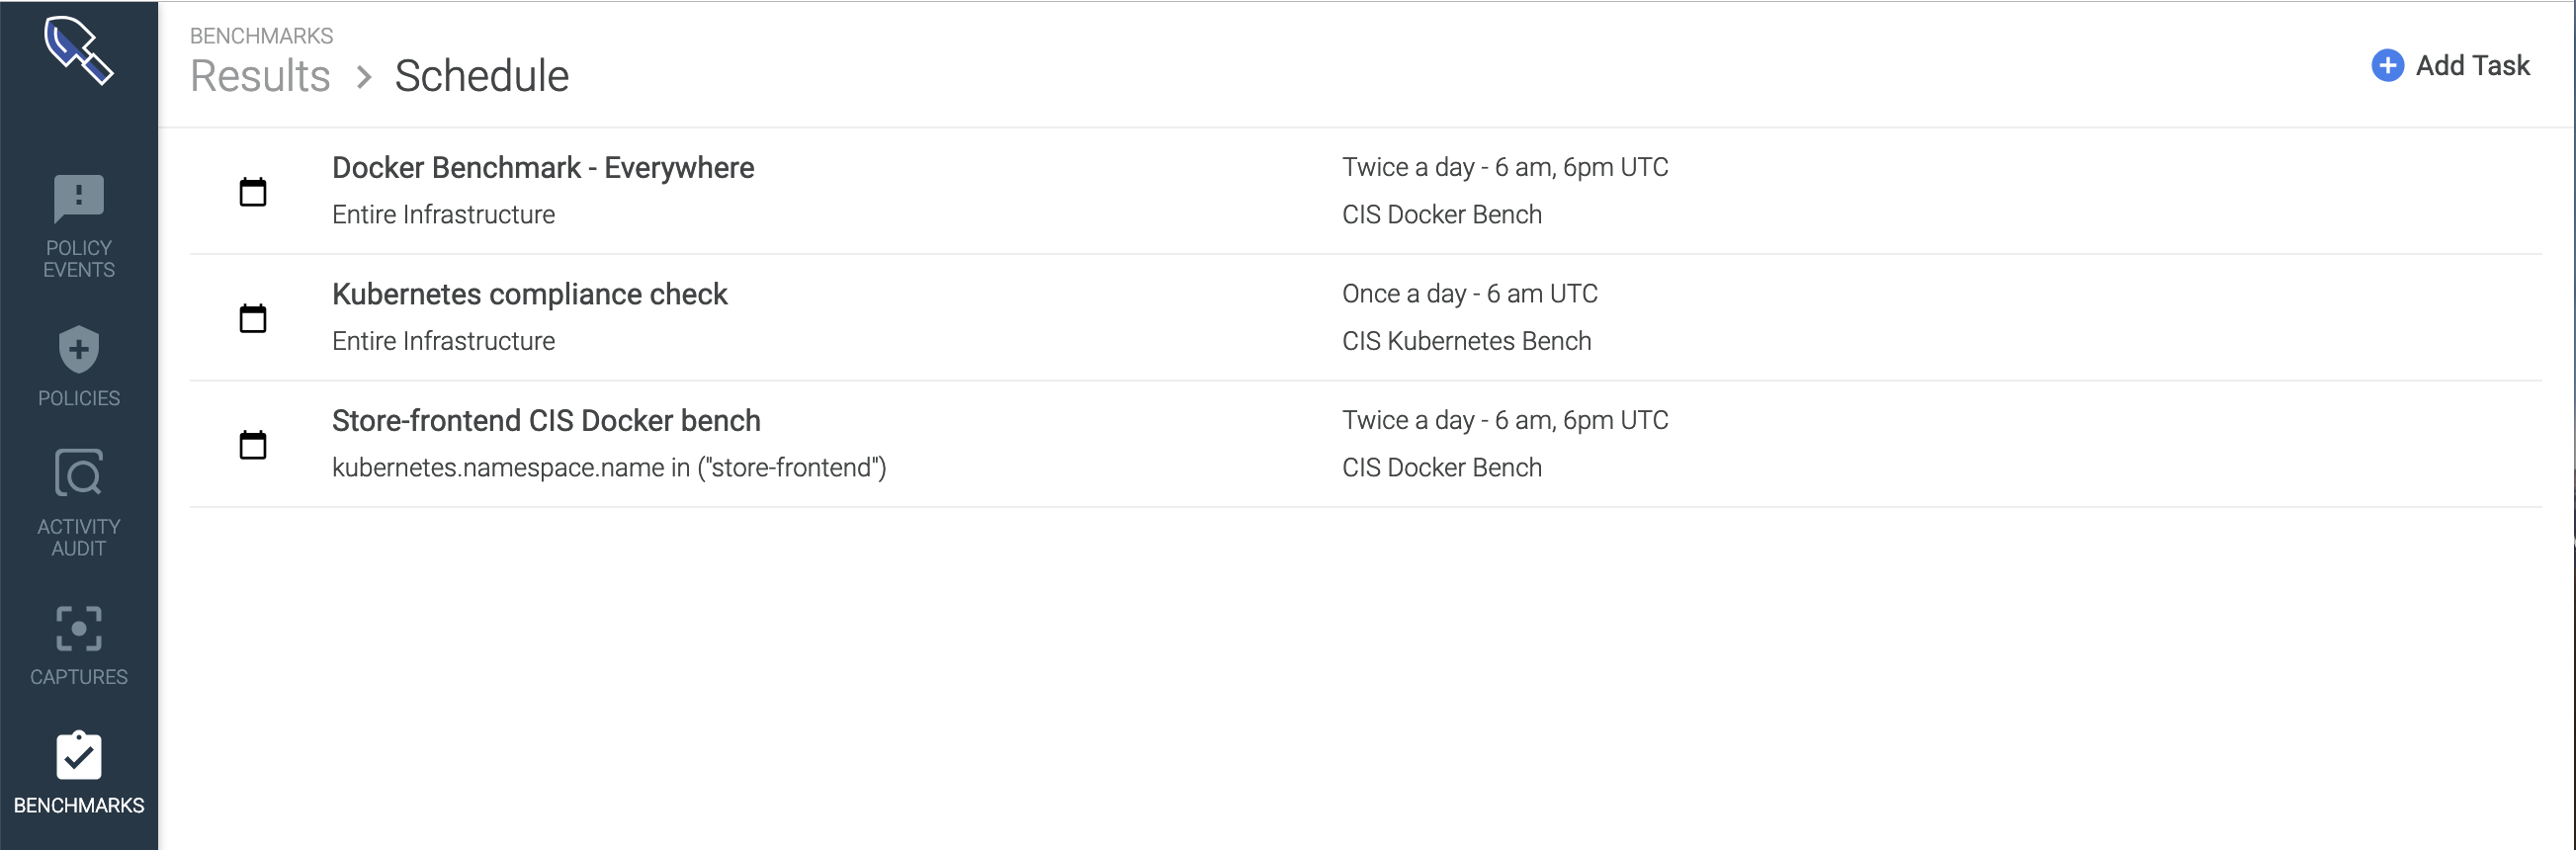 BENCHMARKS
Results > Schedule
Add Task
POLICY
EVENTS
POLICIES
ACTIVITY
AUDIT
CAPTURES
BENCHMARKS
Docker Benchmark - Everywhere
Entire Infrastructure
Twice a day - 6 am, 6pm UTC
CIS Docker Bench
Kubernetes compliance check
Entire Infrastructure
Once a day - 6 am UTC
CIS Kubernetes Bench
Store-frontend CIS Docker bench
kubernetes.namespace.name in ("store-frontend")
Twice a day - 6 am, 6pm UTC
CIS Docker Bench